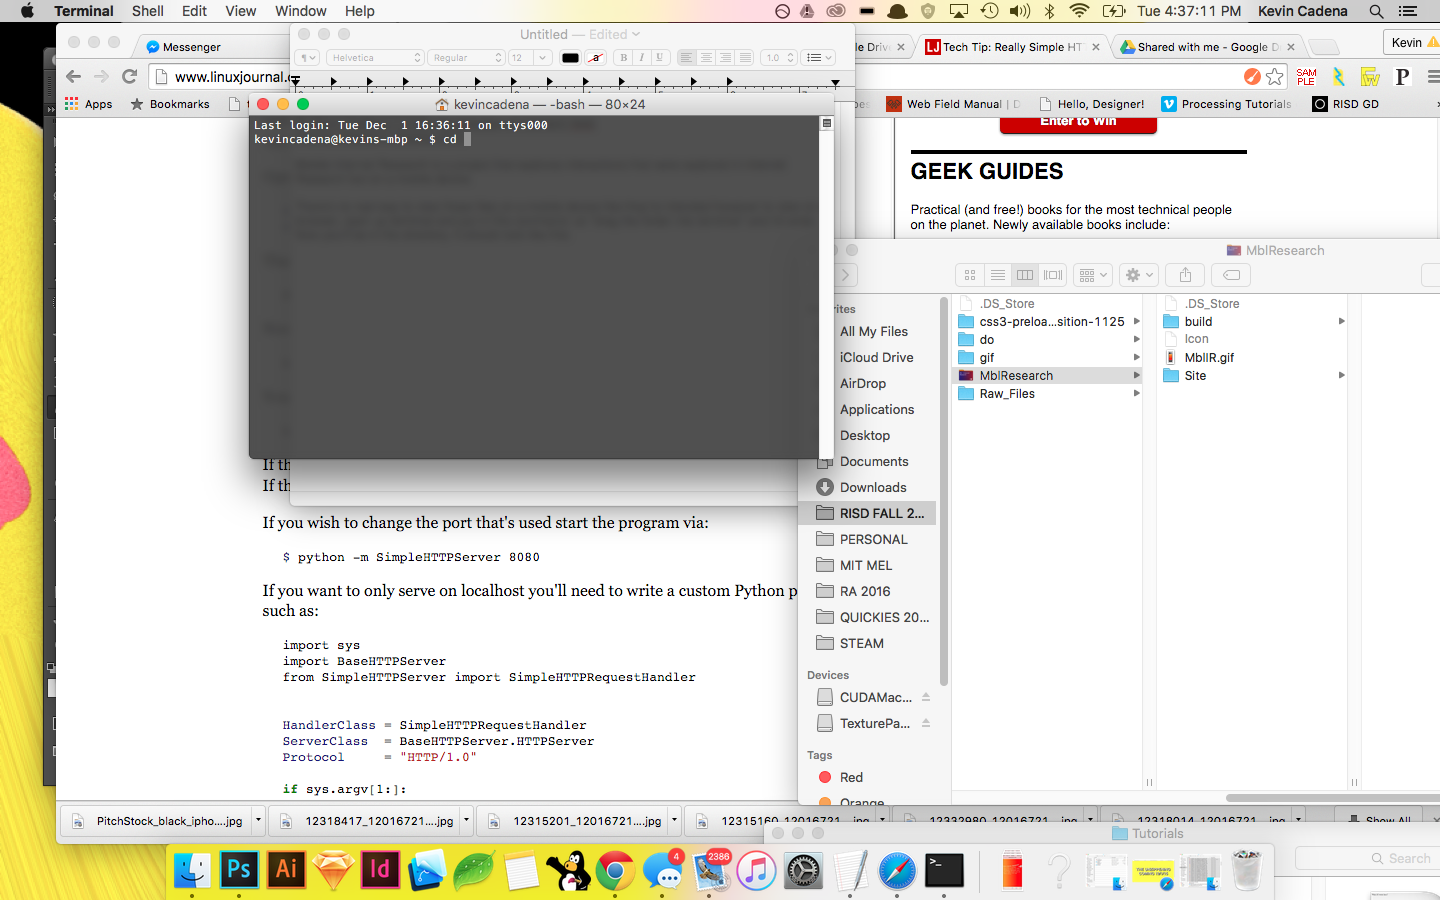 Terminal Shell Edit View Window Help
Tue 4:37:11 PM Kevin Cadena
Messenger
Untitled — Edited
le Driv
Tech Tip: Really Simple HT
Shared with me - Google D
Kevin
Helvetica Regular 12 B I U 1.0
www.linuxjournal.
SAM
PLE
P
Apps Bookmarks
Web Field Manual | D
Hello, Designer!
Processing Tutorials
RISD GD
kevincadena — -bash — 80×24
Last login: Tue Dec  1 16:36:11 on ttys000
kevincadena@kevins-mbp ~ $ cd
Enter to Win
GEEK GUIDES
Practical (and free!) books for the most technical people
on the planet. Newly available books include:
MblResearch
rites
All My Files
iCloud Drive
AirDrop
Applications
Desktop
Documents
Downloads
RISD FALL 2...
PERSONAL
MIT MEL
RA 2016
QUICKIES 20...
STEAM
Devices
CUDAMac...
TexturePa...
Tags
Red
Orange
.DS_Store
css3-preloa...sition-1125
do
gif
MblResearch
Raw_Files
.DS_Store
build
Icon
MblIR.gif
Site
If th
If th
If you wish to change the port that's used start the program via:
$ python -m SimpleHTTPServer 8080
If you want to only serve on localhost you'll need to write a custom Python p
such as:
import sys
import BaseHTTPServer
from SimpleHTTPServer import SimpleHTTPRequestHandler
HandlerClass = SimpleHTTPRequestHandler
ServerClass  = BaseHTTPServer.HTTPServer
Protocol     = "HTTP/1.0"
if sys.argv[1:]:
PitchStock_black_ipho....jpg
12318417_12016721....jpg
12315201_12016721....jpg
12315160_12016721....jpg
12332980_12016721....jpg
12318014_12016721....jpg
Show All
Tutorials
Search
Ps
Ai
Id
4
2386